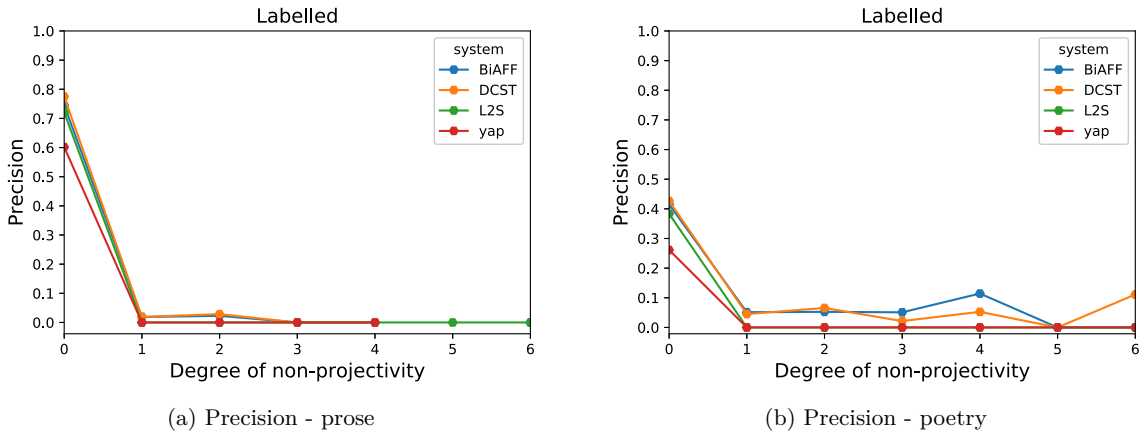 Labelled
1.0
0.9
0.8
0.7
0.6
0.5
0.4
0.3
0.2
0.1
0.0
Precision
system
BiAFF
DCST
L2S
yap
0 1 2 3 4 5 6
Degree of non-projectivity
(a) Precision - prose
Labelled
1.0
0.9
0.8
0.7
0.6
0.5
0.4
0.3
0.2
0.1
0.0
Precision
system
BiAFF
DCST
L2S
yap
0 1 2 3 4 5 6
Degree of non-projectivity
(b) Precision - poetry